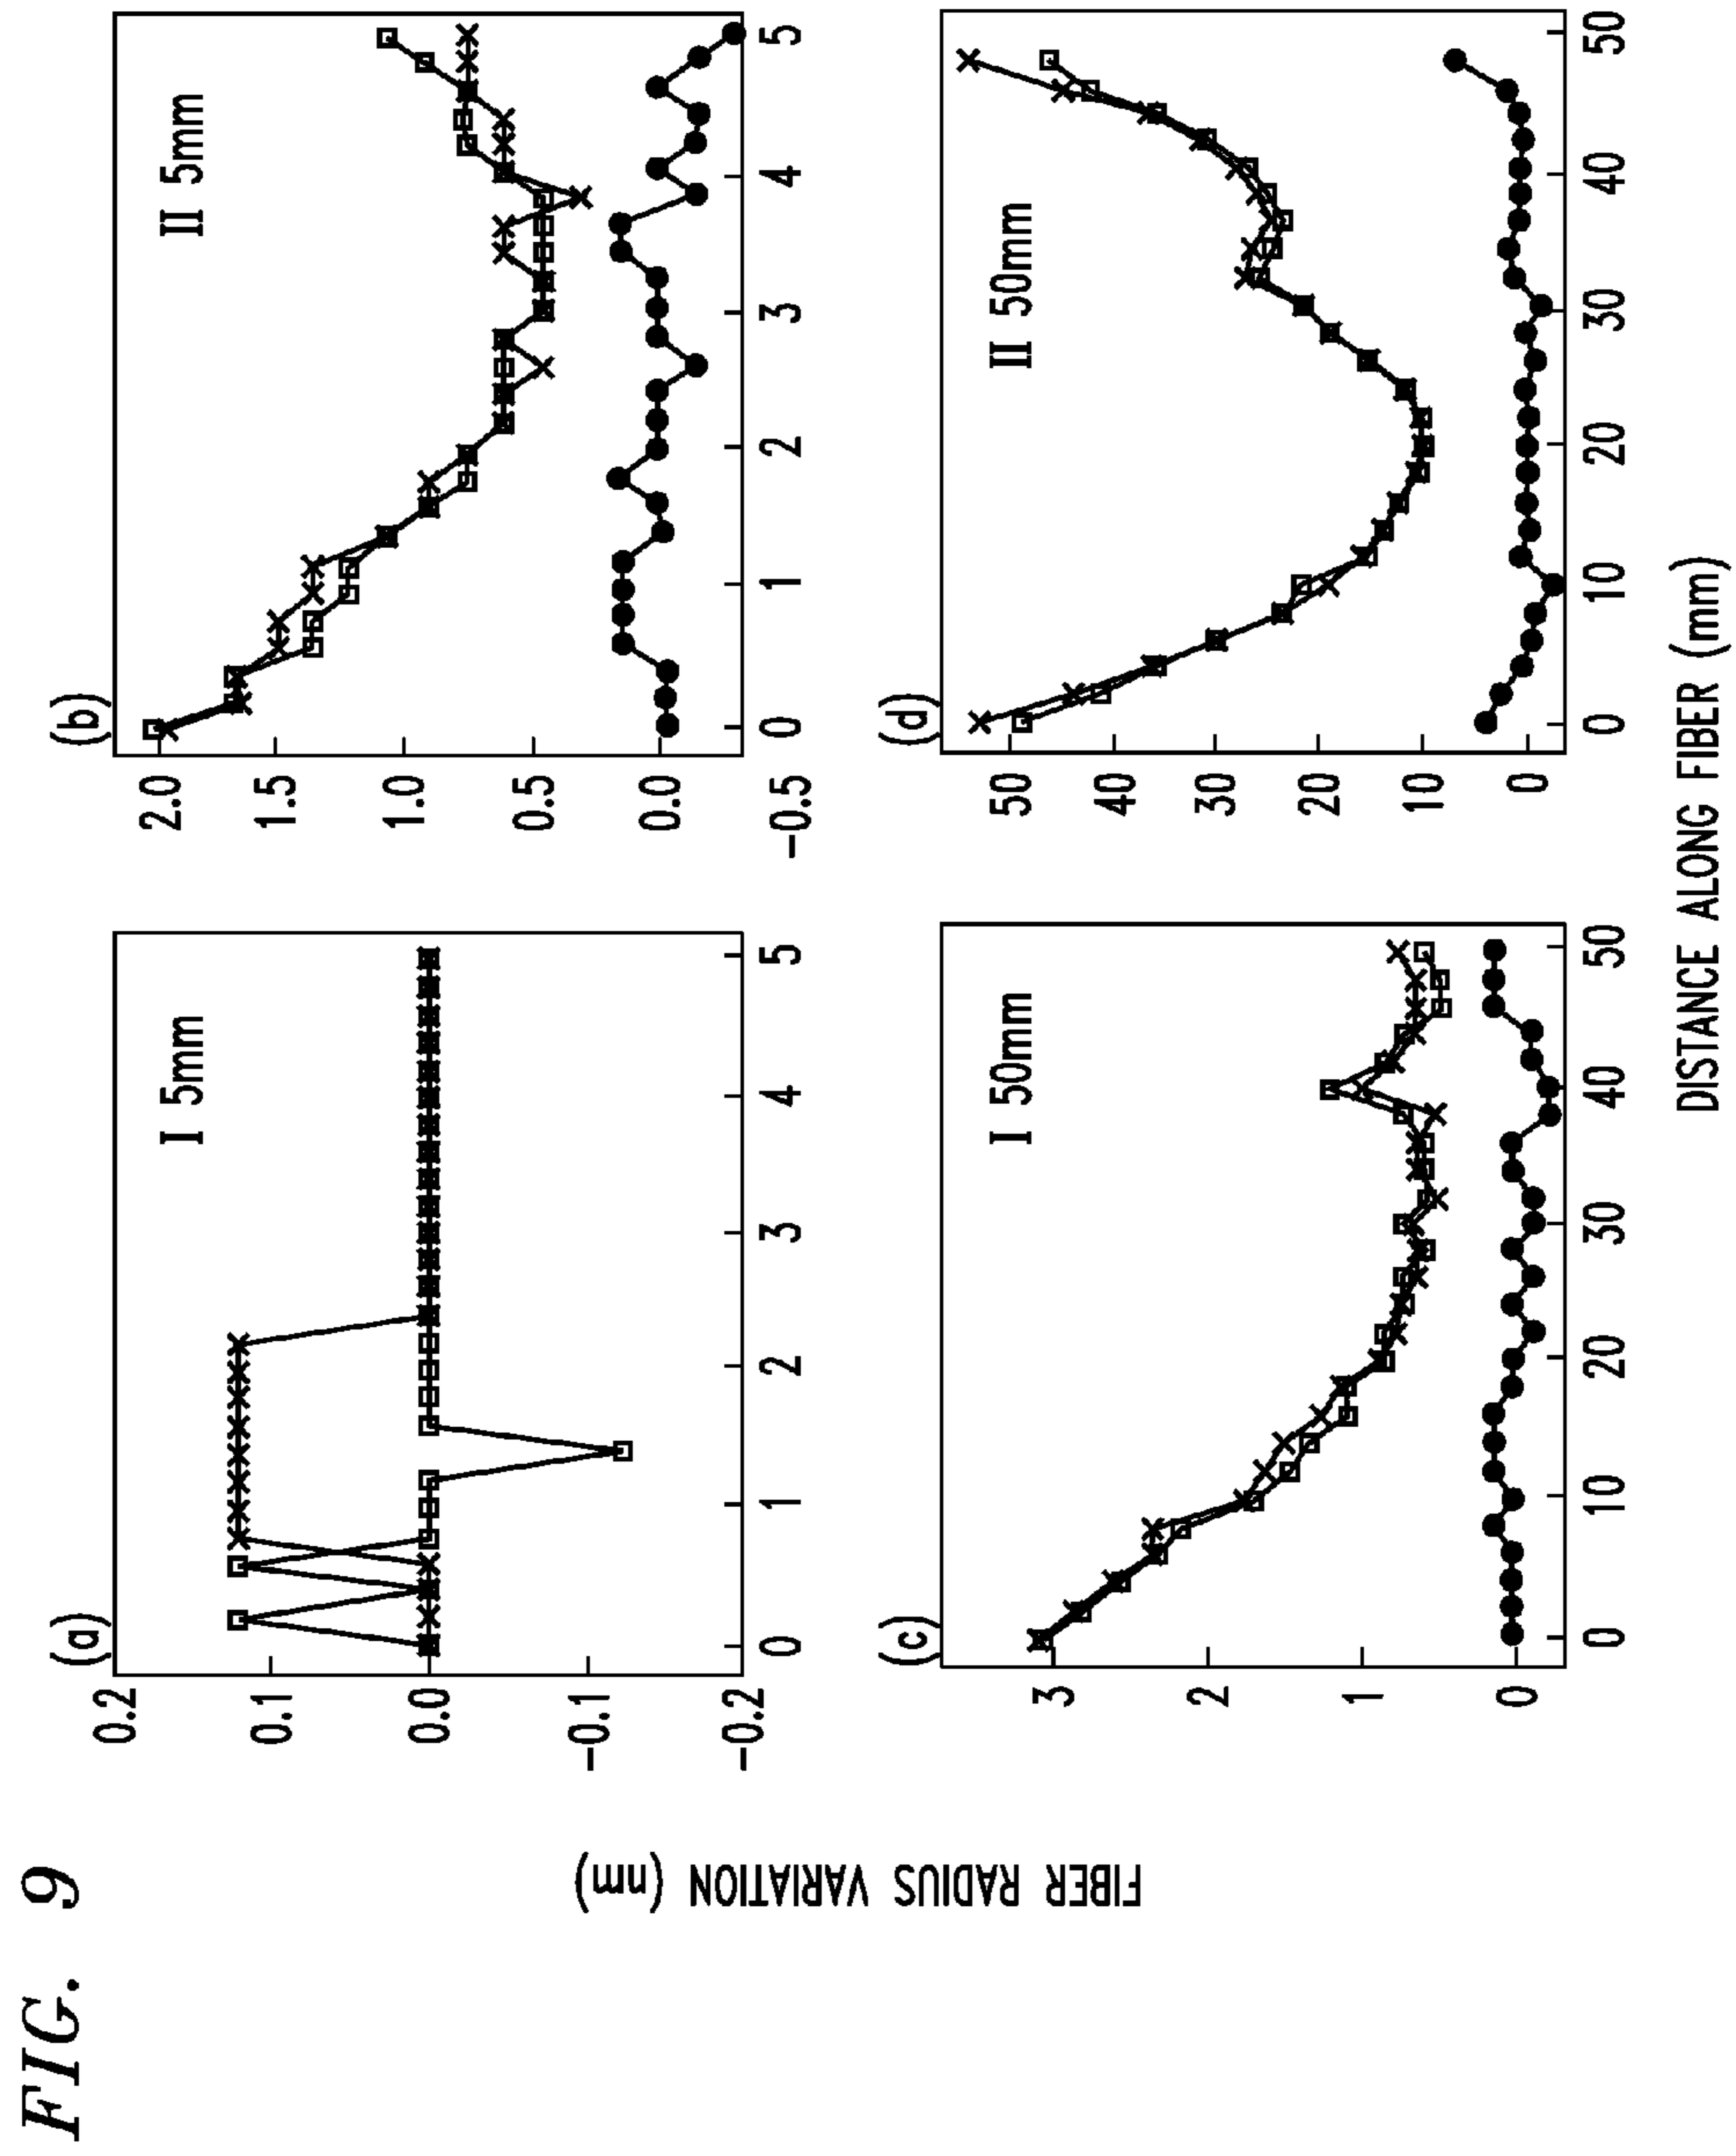 FIG. 9
FIBER RADIUS VARIATION (nm)
(a)
I 5mm
0.2
0.1
0.0
-0.1
-0.2
0 1 2 3 4 5
(b)
II 5mm
2.0
1.5
1.0
0.5
0.0
-0.5
0 1 2 3 4 5
(c)
I 50mm
3
2
1
0
0 10 20 30 40 50
(d)
II 50mm
50
40
30
20
10
0
0 10 20 30 40 50
DISTANCE ALONG FIBER (mm)